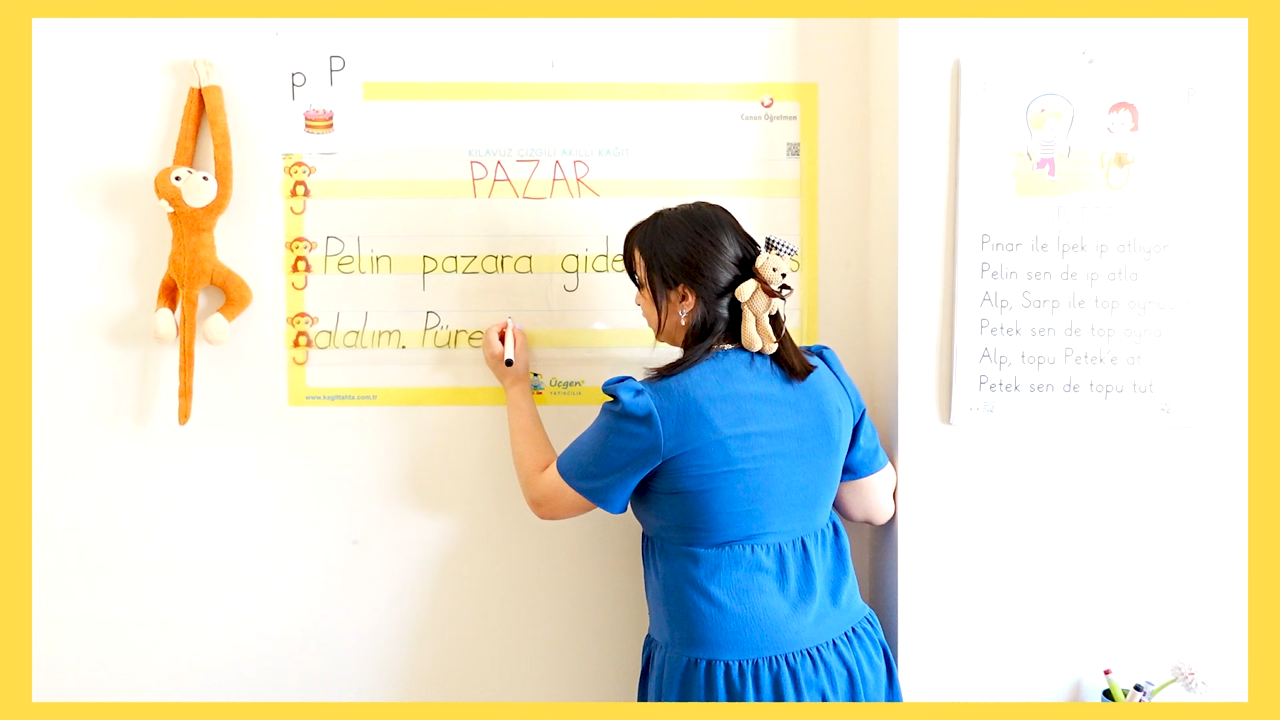 p P
Canan Öğretmen
KILAVUZ ÇİZGİLİ AKILLI KAĞIT
PAZAR
Pelin pazara gide
alalım. Püre
Üçgen
YAYINCILIK
www.kagittahta.com.tr
Pınar ile İpek ip atlıyor
Pelin sen de ip atla
Alp, Sarp ile top
Petek sen de top oyna
Alp, topu Petek'e at
Petek sen de topu tut